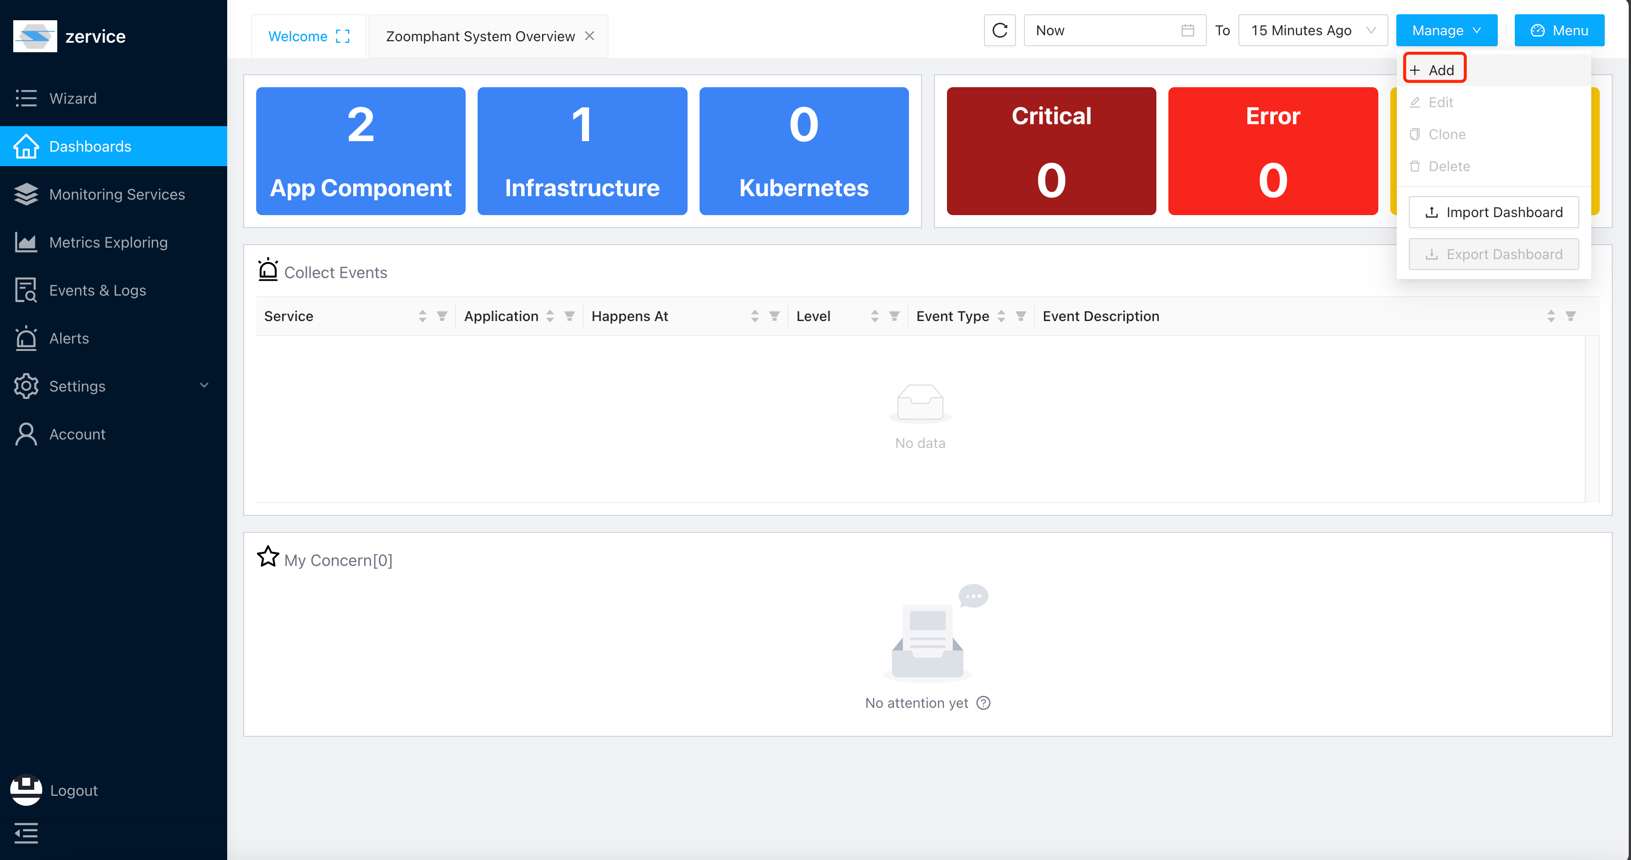 zervice
Welcome
Zoomphant System Overview
Now
To
15 Minutes Ago
Manage
Menu
Wizard
Dashboards
Monitoring Services
Metrics Exploring
Events & Logs
Alerts
Settings
Account
Logout
2
App Component
1
Infrastructure
0
Kubernetes
Critical
0
Error
0
Add
Edit
Clone
Delete
Import Dashboard
Export Dashboard
Collect Events
Service Application Happens At Level Event Type Event Description
No data
My Concern[0]
No attention yet